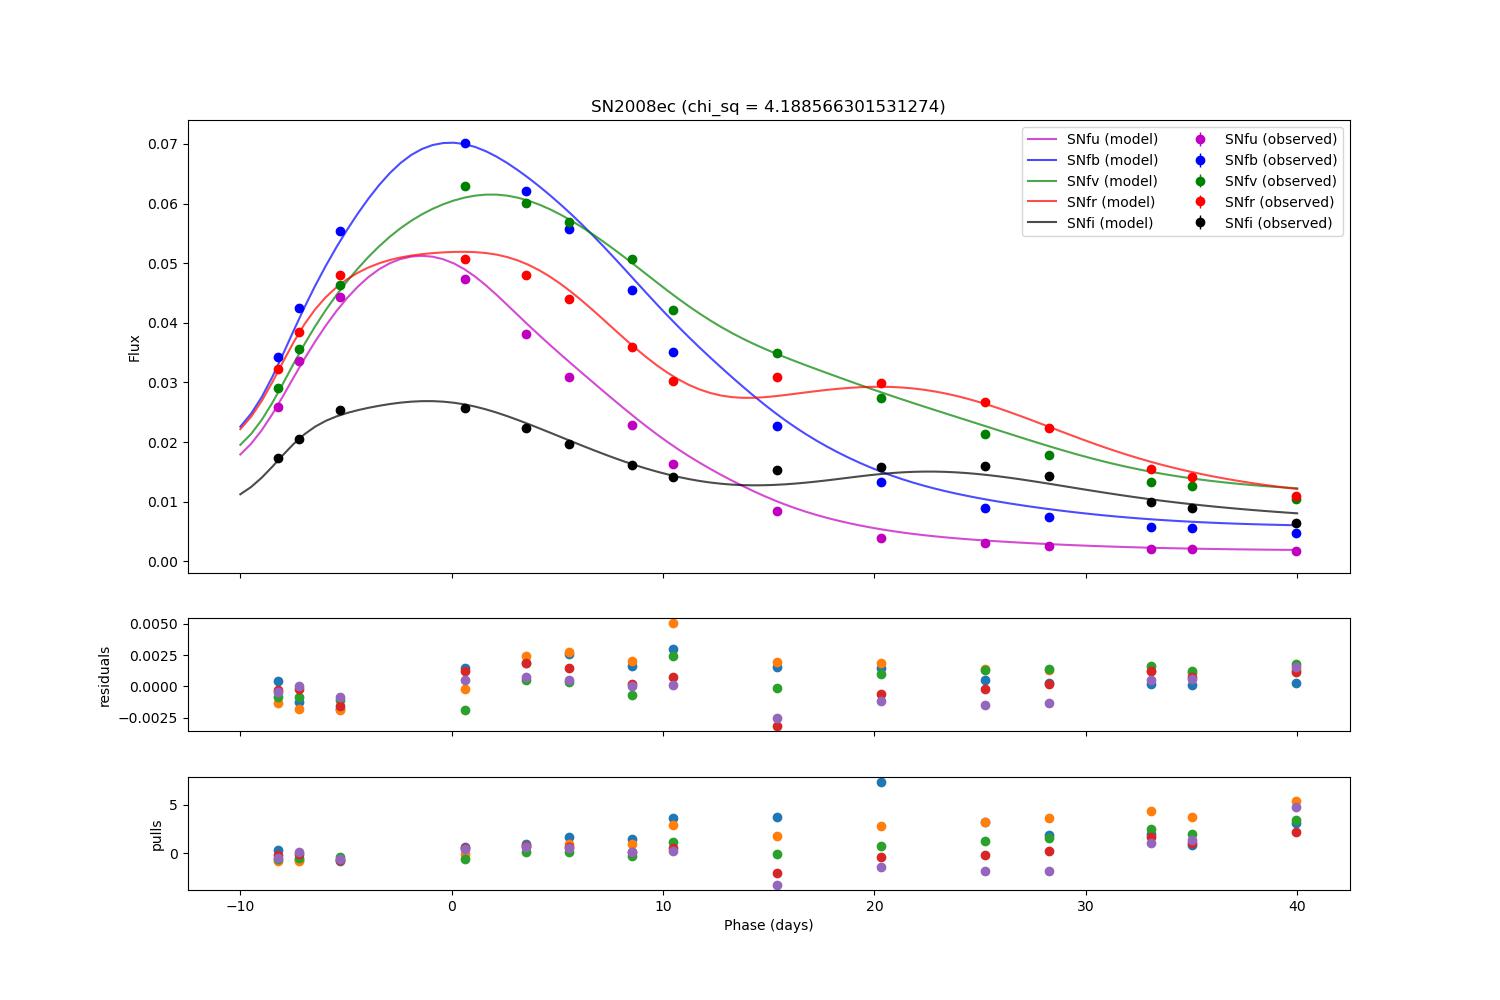 SN2008ec (chi_sq = 4.188566301531274)
SNfu (model)
SNfb (model)
SNfv (model)
SNfr (model)
SNfi (model)
SNfu (observed)
SNfb (observed)
SNfv (observed)
SNfr (observed)
SNfi (observed)
Flux
0.07
0.06
0.05
0.04
0.03
0.02
0.01
0.00
residuals
0.0050
0.0025
0.0000
−0.0025
pulls
5
0
−10
0
10
20
30
40
Phase (days)